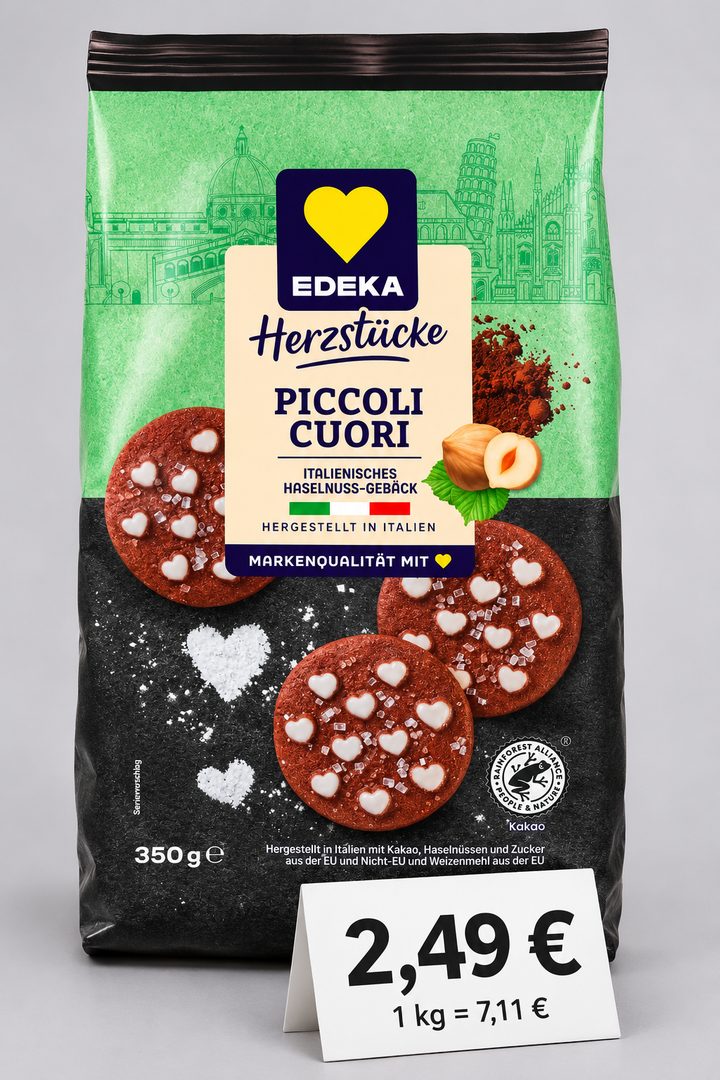 EDEKA
Herzstücke
PICCOLI
CUORI
ITALIENISCHES
HASELNUSS-GEBÄCK
HERGESTELLT IN ITALIEN
MARKENQUALITÄT MIT
RAINFOREST ALLIANCE
PEOPLE & NATURE
®
Kakao
Serviervorschlag
350 g ℮
Hergestellt in Italien mit Kakao, Haselnüssen und Zucker
aus der EU und Nicht-EU und Weizenmehl aus der EU
2,49 €
1 kg = 7,11 €